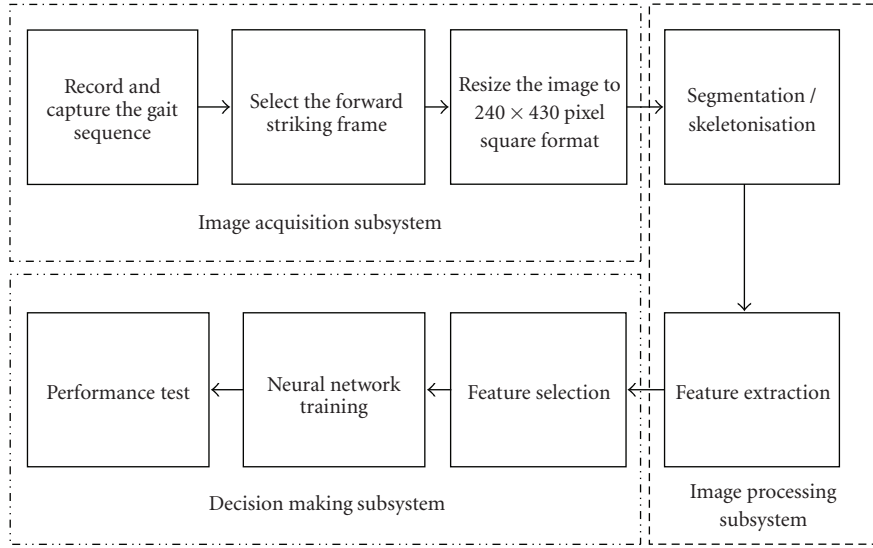 Record and
capture the gait
sequence
Select the forward
striking frame
Resize the image to
240 × 430 pixel
square format
Segmentation /
skeletonisation
Image acquisition subsystem
Performance test
Neural network
training
Feature selection
Feature extraction
Decision making subsystem
Image processing
subsystem